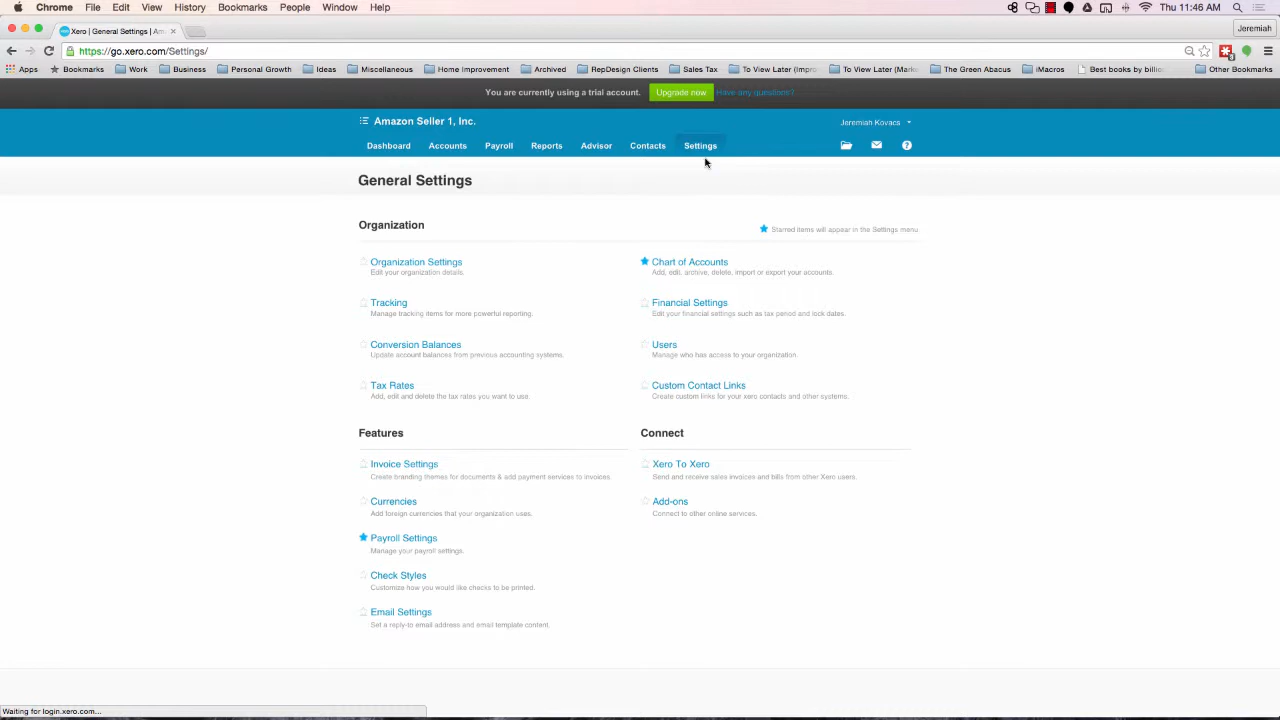 Chrome File Edit View History Bookmarks People Window Help
Thu 11:46 AM
Xero | General Settings | Am
Jeremiah
https://go.xero.com/Settings/
Apps Bookmarks Work Business Personal Growth Ideas Miscellaneous Home Improvement Archived RepDesign Clients Sales Tax To View Later (Impro To View Later (Mark The Green Abacus iMacros Best books by billie Other Bookmarks
You are currently using a trial account. Upgrade now Have any questions?
Amazon Seller 1, Inc.
Jeremiah Kovacs
Dashboard Accounts Payroll Reports Advisor Contacts Settings
General Settings
Organization
Starred items will appear in the Settings menu
Organization Settings
Edit your organization details.
Chart of Accounts
Add, edit, archive, delete, import or export your accounts.
Tracking
Manage tracking items for more powerful reporting.
Financial Settings
Edit your financial settings such as tax period and lock dates.
Conversion Balances
Update account balances from previous accounting systems.
Users
Manage who has access to your organization.
Tax Rates
Add, edit and delete the tax rates you want to use.
Custom Contact Links
Create custom links for your xero contacts and other systems.
Features
Connect
Invoice Settings
Create branding themes for documents & add payment services to invoices.
Xero To Xero
Send and receive sales invoices and bills from other Xero users.
Currencies
Add foreign currencies that your organization uses.
Add-ons
Connect to other online services.
Payroll Settings
Manage your payroll settings.
Check Styles
Customize how you would like checks to be printed.
Email Settings
Set a reply-to email address and email template content.
Waiting for login.xero.com...